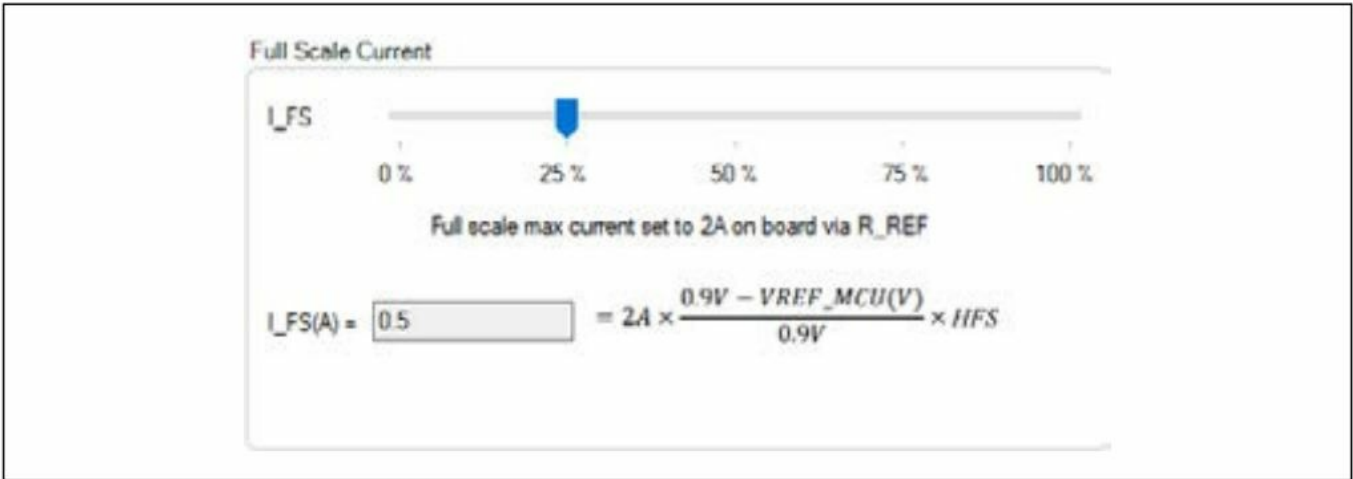 Full Scale Current
I_FS
0 % 25 % 50 % 75 % 100 %
Full scale max current set to 2A on board via R_REF
I_FS(A) = 0.5 = 2A × (0.9V − VREF_MCU(V)) / 0.9V × HFS